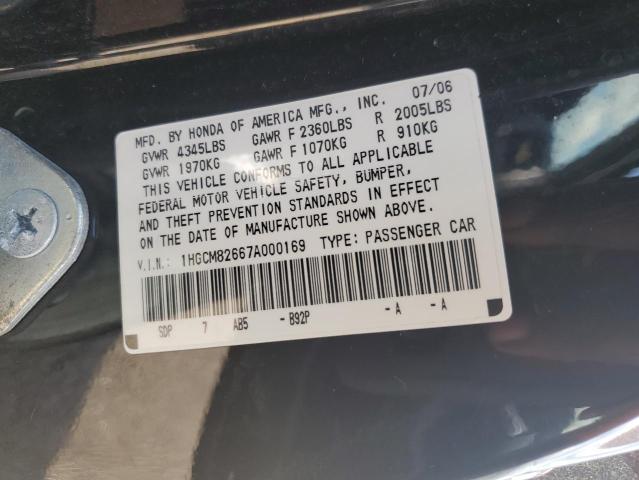 MFD. BY HONDA OF AMERICA MFG., INC. 07/06
GVWR 4345LBS GAWR F 2360LBS R 2005LBS
GVWR 1970KG GAWR F 1070KG R 910KG
THIS VEHICLE CONFORMS TO ALL APPLICABLE
FEDERAL MOTOR VEHICLE SAFETY, BUMPER,
AND THEFT PREVENTION STANDARDS IN EFFECT
ON THE DATE OF MANUFACTURE SHOWN ABOVE.
V.I.N.: 1HGCM82667A000169 TYPE: PASSENGER CAR
SDP 7 AB5 - B92P - A - A